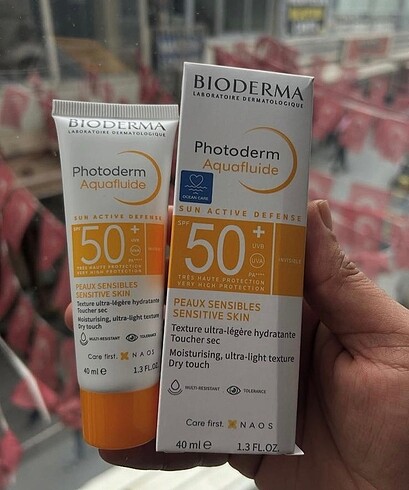 BIODERMA
LABORATOIRE DERMATOLOGIQUE
Photoderm
Aquafluide
SUN ACTIVE DEFENSE
SPF
50+
UVA
TRÈS HAUTE PROTECTION
VERY HIGH PROTECTION
PEAUX SENSIBLES
SENSITIVE SKIN
Texture ultra-légère hydratante
Toucher sec
Moisturising, ultra-light texture
Dry touch
MULTI-RESISTANT
TOLERANCE
Care first. NAOS
40 ml e 1.3 FL.OZ.
BIODERMA
LABORATOIRE DERMATOLOGIQUE
Photoderm
Aquafluide
OCEAN CARE
SUN ACTIVE DEFENSE
SPF
50+
UVB
UVA
PA++++
INVISIBLE
TRÈS HAUTE PROTECTION
VERY HIGH PROTECTION
PEAUX SENSIBLES
SENSITIVE SKIN
Texture ultra-légère hydratante
Toucher sec
Moisturising, ultra-light texture
Dry touch
MULTI-RESISTANT
TOLERANCE
Care first. NAOS
40 ml e 1.3 FL.OZ.